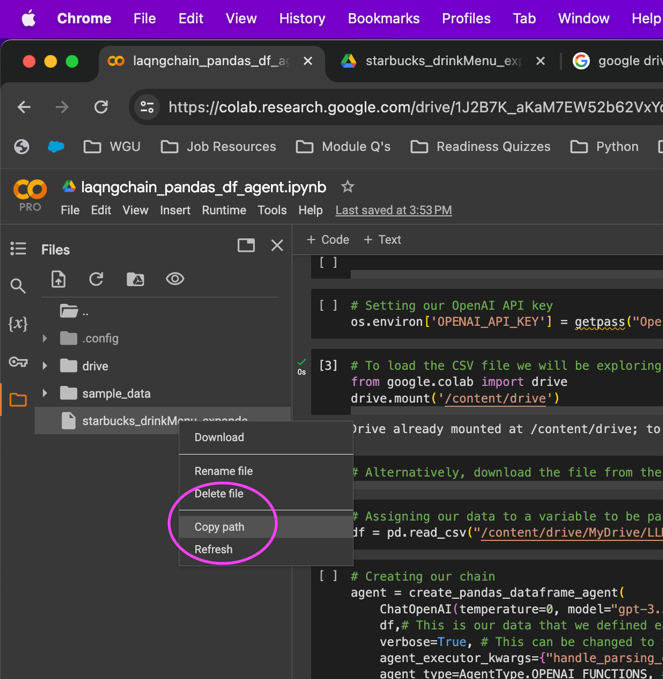 Chrome File Edit View History Bookmarks Profiles Tab Window Help
laqngchain_pandas_df_ag starbucks_drinkMenu_exp google driv
https://colab.research.google.com/drive/1J2B7K_aKaM7EW52b62VxYc
WGU Job Resources Module Q's Readiness Quizzes Python
CO
PRO
laqngchain_pandas_df_agent.ipynb
File Edit View Insert Runtime Tools Help Last saved at 3:53 PM
Files
+ Code + Text
..
.config
drive
sample_data
starbucks_drinkMenu_expande
Download
Rename file
Delete file
Copy path
Refresh
{x}
[ ]
[ ] # Setting our OpenAI API key
os.environ['OPENAI_API_KEY'] = getpass("Ope
0s
[3] # To load the CSV file we will be exploring
from google.colab import drive
drive.mount('/content/drive')
Drive already mounted at /content/drive; to
# Alternatively, download the file from the
# Assigning our data to a variable to be pa
df = pd.read_csv("/content/drive/MyDrive/LLM
[ ] # Creating our chain
agent = create_pandas_dataframe_agent(
ChatOpenAI(temperature=0, model="gpt-3.
df,# This is our data that we defined ea
verbose=True, # This can be changed to
agent_executor_kwargs={"handle_parsing_e
agent_type=AgentType.OPENAI_FUNCTIONS,